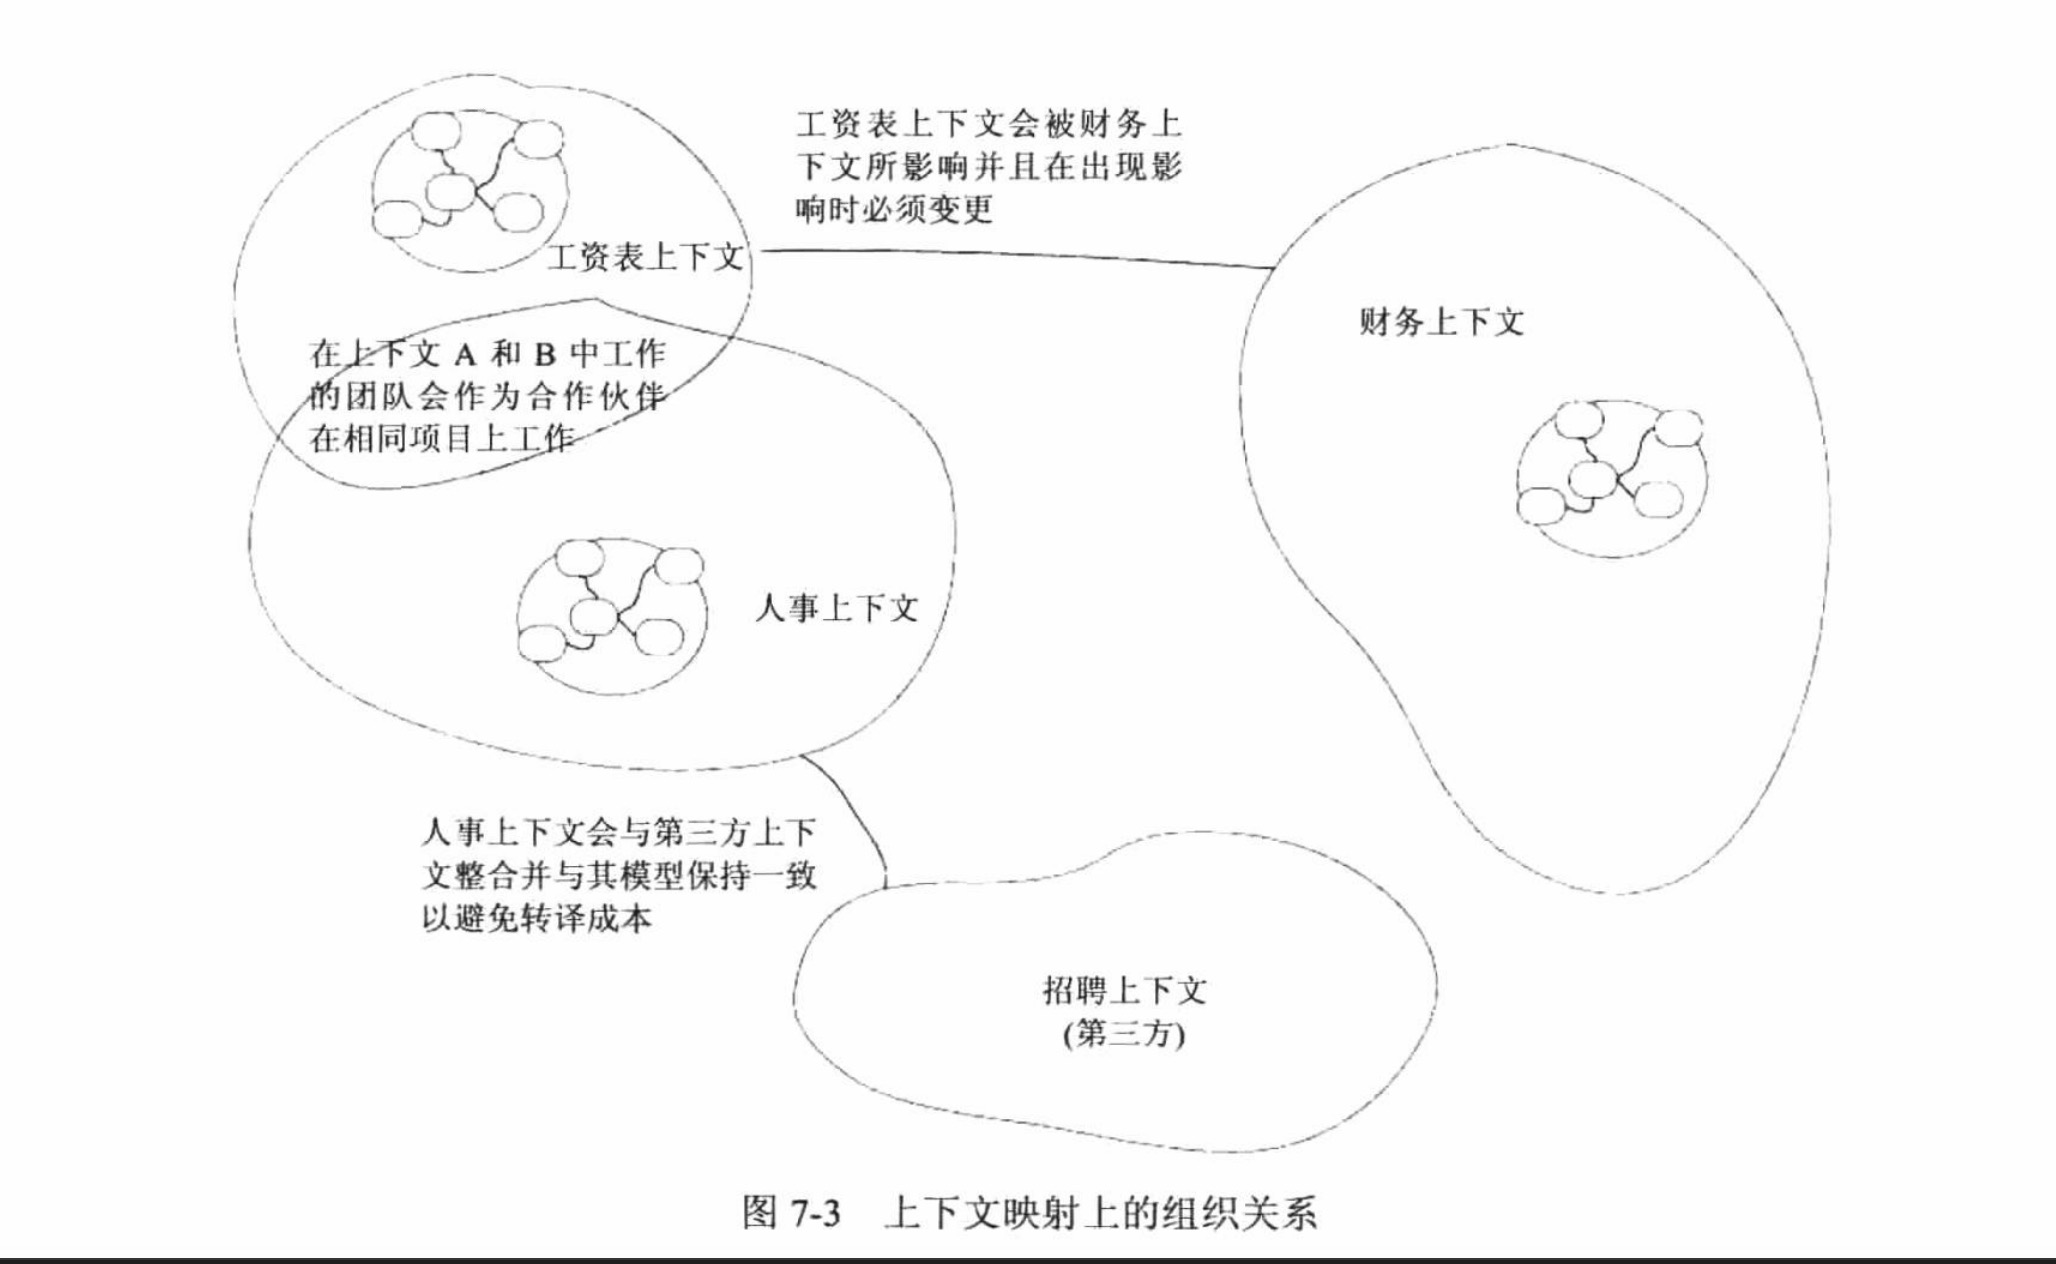 工资表上下文会被财务上
下文所影响并且在出现影
响时必须变更
工资表上下文
财务上下文
在上下文 A 和 B 中工作
的团队会作为合作伙伴
在相同项目上工作
人事上下文
人事上下文会与第三方上下
文整合并与其模型保持一致
以避免转译成本
招聘上下文
(第三方)
图 7-3 上下文映射上的组织关系